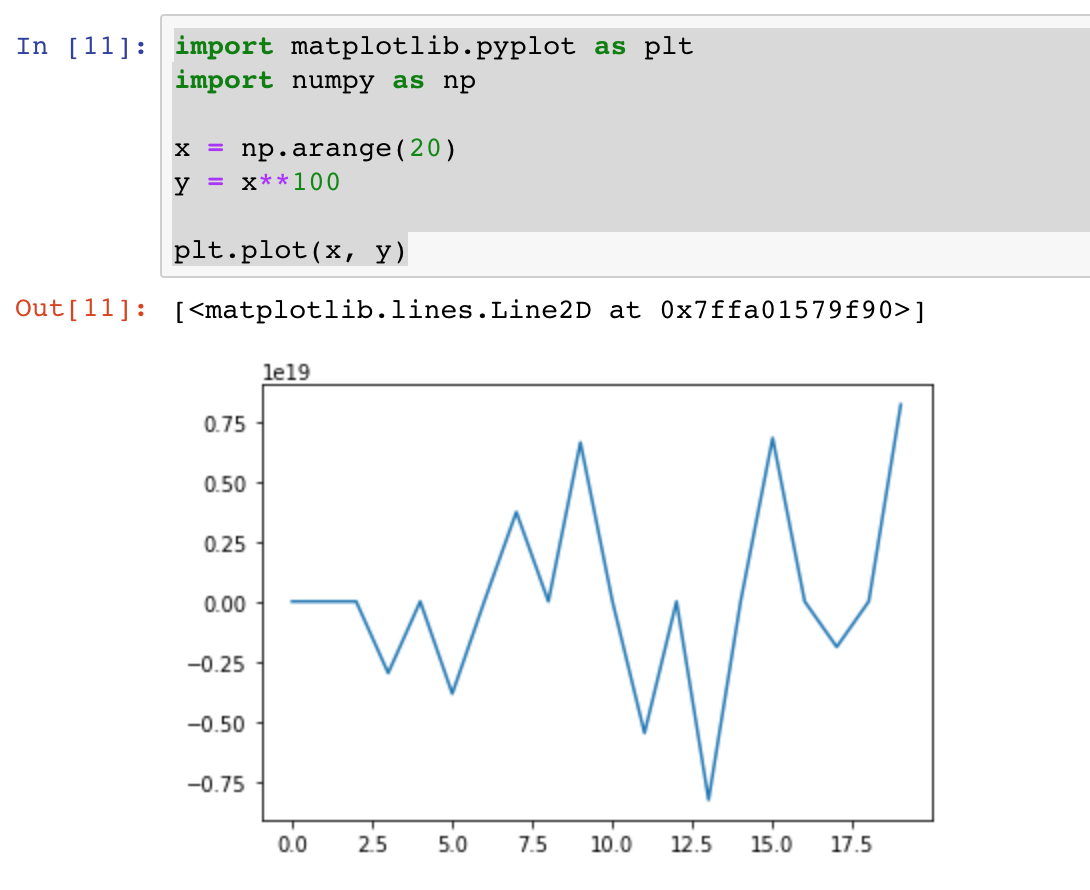 In [11]: import matplotlib.pyplot as plt
import numpy as np
x = np.arange(20)
y = x**100
plt.plot(x, y)
Out[11]: [<matplotlib.lines.Line2D at 0x7ffa01579f90>]
1e19
0.75
0.50
0.25
0.00
−0.25
−0.50
−0.75
0.0 2.5 5.0 7.5 10.0 12.5 15.0 17.5